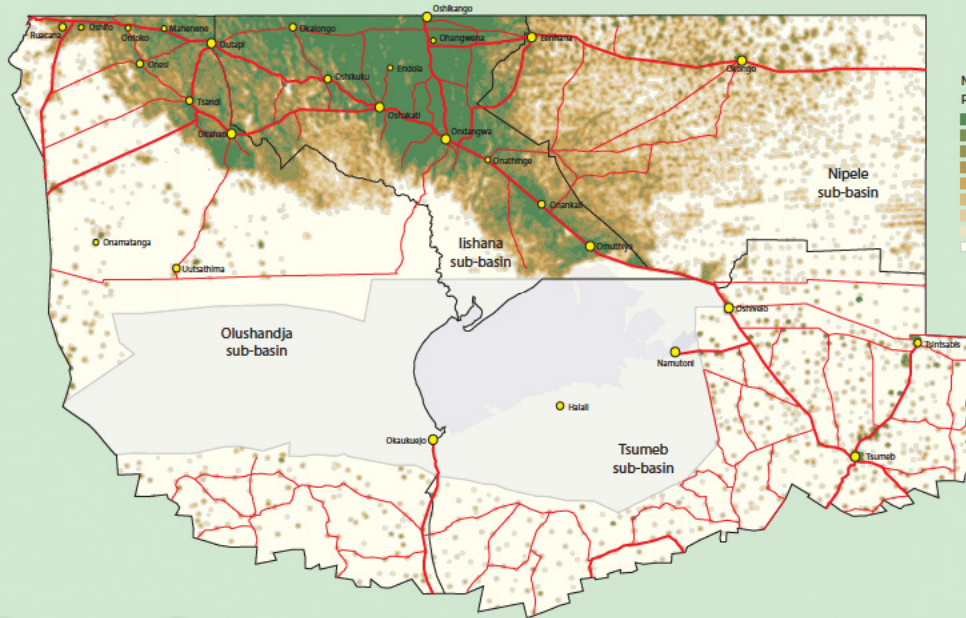 Oshikango
Ruacana
Oshifo
Omoko
Mahenene
Okalongo
Outapi
Ohangwena
Eenhana
Onesi
Endola
Okongo
Oshikuku
Tsandi
Oshakati
Okahao
Ondangwa
Onathinge
Nipele
sub-basin
Onankali
Onamatanga
Iishana
sub-basin
Omuthiya
Uutsathima
Oshivelo
Olushandja
sub-basin
Tsintsabis
Namutoni
Halali
Okaukuejo
Tsumeb
sub-basin
Tsumeb